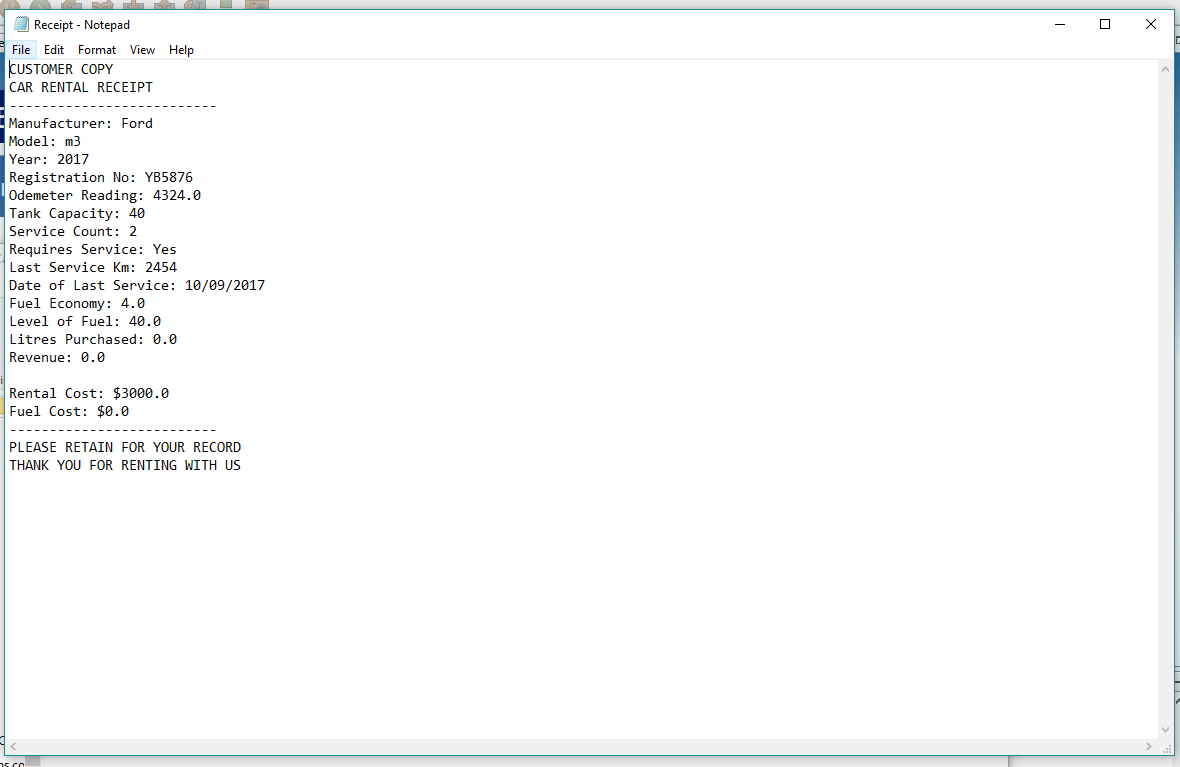 Receipt - Notepad
File Edit Format View Help
CUSTOMER COPY
CAR RENTAL RECEIPT
--------------------------
Manufacturer: Ford
Model: m3
Year: 2017
Registration No: YB5876
Odemeter Reading: 4324.0
Tank Capacity: 40
Service Count: 2
Requires Service: Yes
Last Service Km: 2454
Date of Last Service: 10/09/2017
Fuel Economy: 4.0
Level of Fuel: 40.0
Litres Purchased: 0.0
Revenue: 0.0
Rental Cost: $3000.0
Fuel Cost: $0.0
--------------------------
PLEASE RETAIN FOR YOUR RECORD
THANK YOU FOR RENTING WITH US